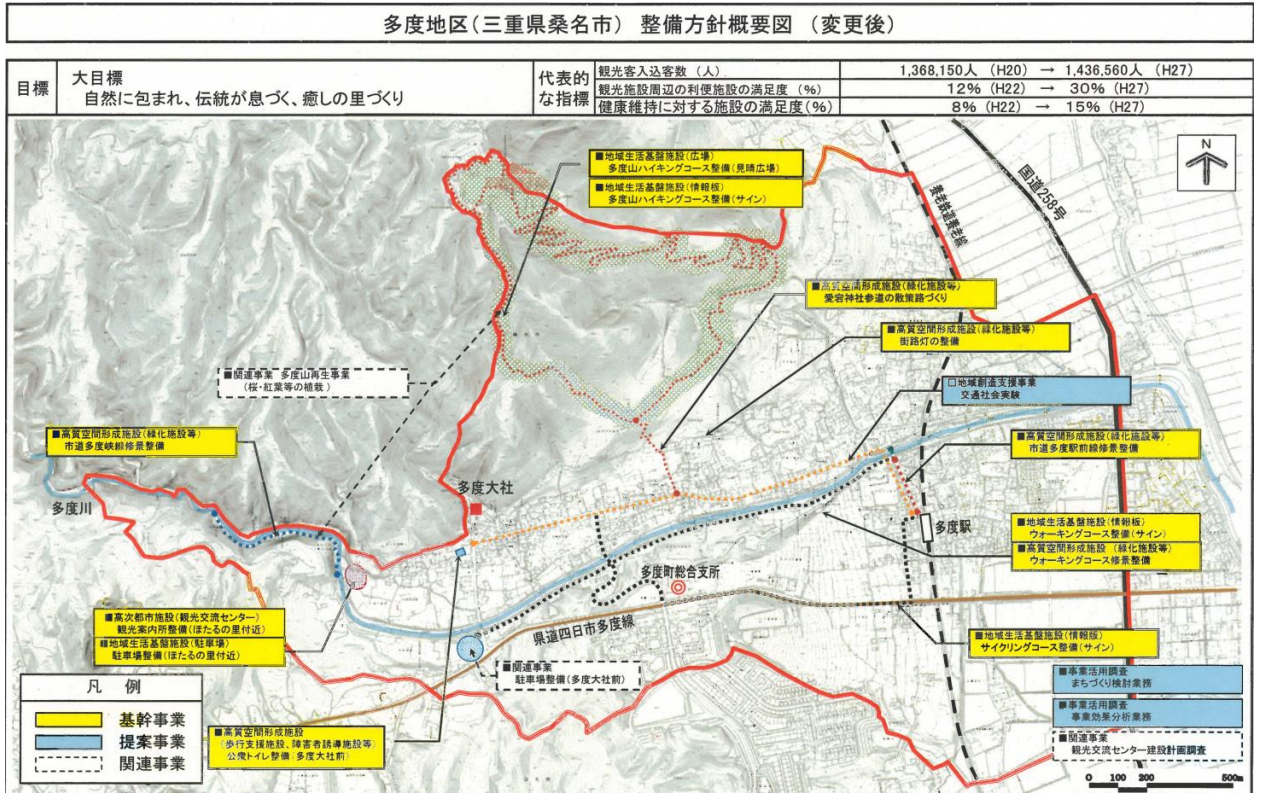 多度地区(三重県桑名市) 整備方針概要図 (変更後)
目標
大目標
自然に包まれ、伝統が息づく、癒しの里づくり
代表的
な指標
観光客入込客数 (人)
1,368,150人 (H20) → 1,436,560人 (H27)
観光施設周辺の利便施設の満足度 (%)
12% (H22) → 30% (H27)
健康維持に対する施設の満足度(%)
8% (H22) → 15% (H27)
N
国道258号
養老鉄道養老線
■地域生活基盤施設(広場)
多度山ハイキングコース整備(見晴広場)
■地域生活基盤施設(情報板)
多度山ハイキングコース整備(サイン)
■高質空間形成施設(緑化施設等)
愛宕神社参道の散策路づくり
■高質空間形成施設(緑化施設等)
街路灯の整備
■関連事業 多度山再生事業
(桜・紅葉等の植栽)
□地域創造支援事業
交通社会実験
■高質空間形成施設(緑化施設等)
市道多度峡線修景整備
■高質空間形成施設(緑化施設等)
市道多度駅前線修景整備
多度川
多度大社
多度駅
■地域生活基盤施設(情報板)
ウォーキングコース整備(サイン)
■高質空間形成施設 (緑化施設等)
ウォーキングコース修景整備
多度町総合支所
県道四日市多度線
■高次都市施設(観光交流センター)
観光案内所整備(ほたるの里付近)
■地域生活基盤施設(駐車場)
駐車場整備(ほたるの里付近)
■地域生活基盤施設(情報版)
サイクリングコース整備(サイン)
■関連事業
駐車場整備(多度大社前)
■事業活用調査
まちづくり検討業務
■事業活用調査
事業効果分析業務
■関連事業
観光交流センター建設計画調査
凡 例
基幹事業
提案事業
関連事業
■高質空間形成施設
(歩行支援施設、障害者誘導施設等)
公衆トイレ整備(多度大社前)
0 100 200 500m